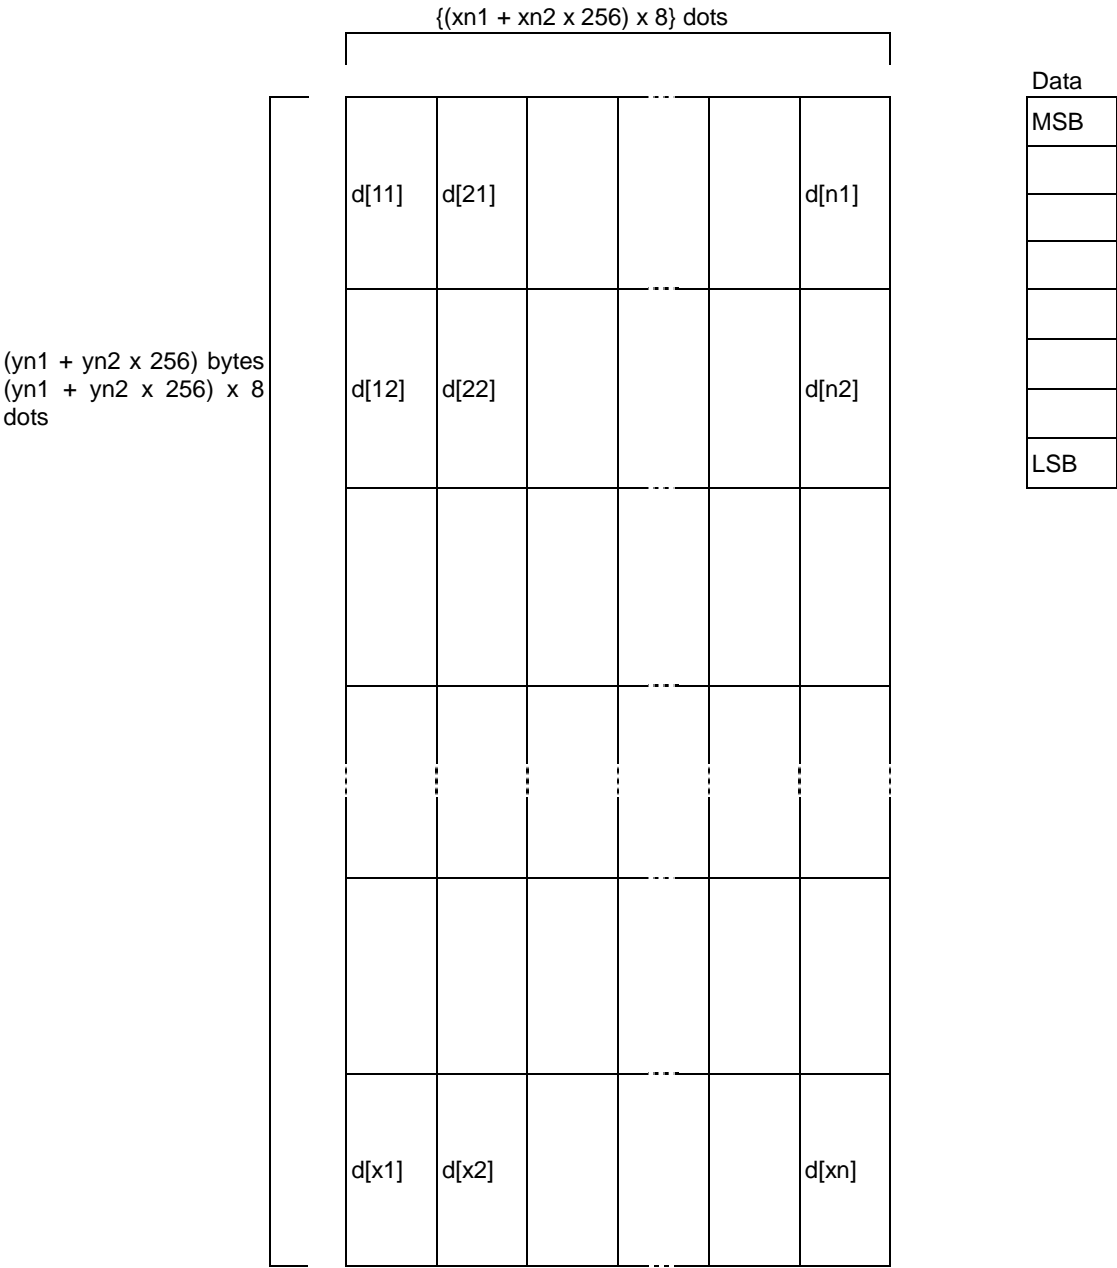 {(xn1 + xn2 x 256) x 8} dots
Data
MSB
d[11] d[21] d[n1]
(yn1 + yn2 x 256) bytes
(yn1 + yn2 x 256) x 8
dots
d[12] d[22] d[n2]
LSB
d[x1] d[x2] d[xn]